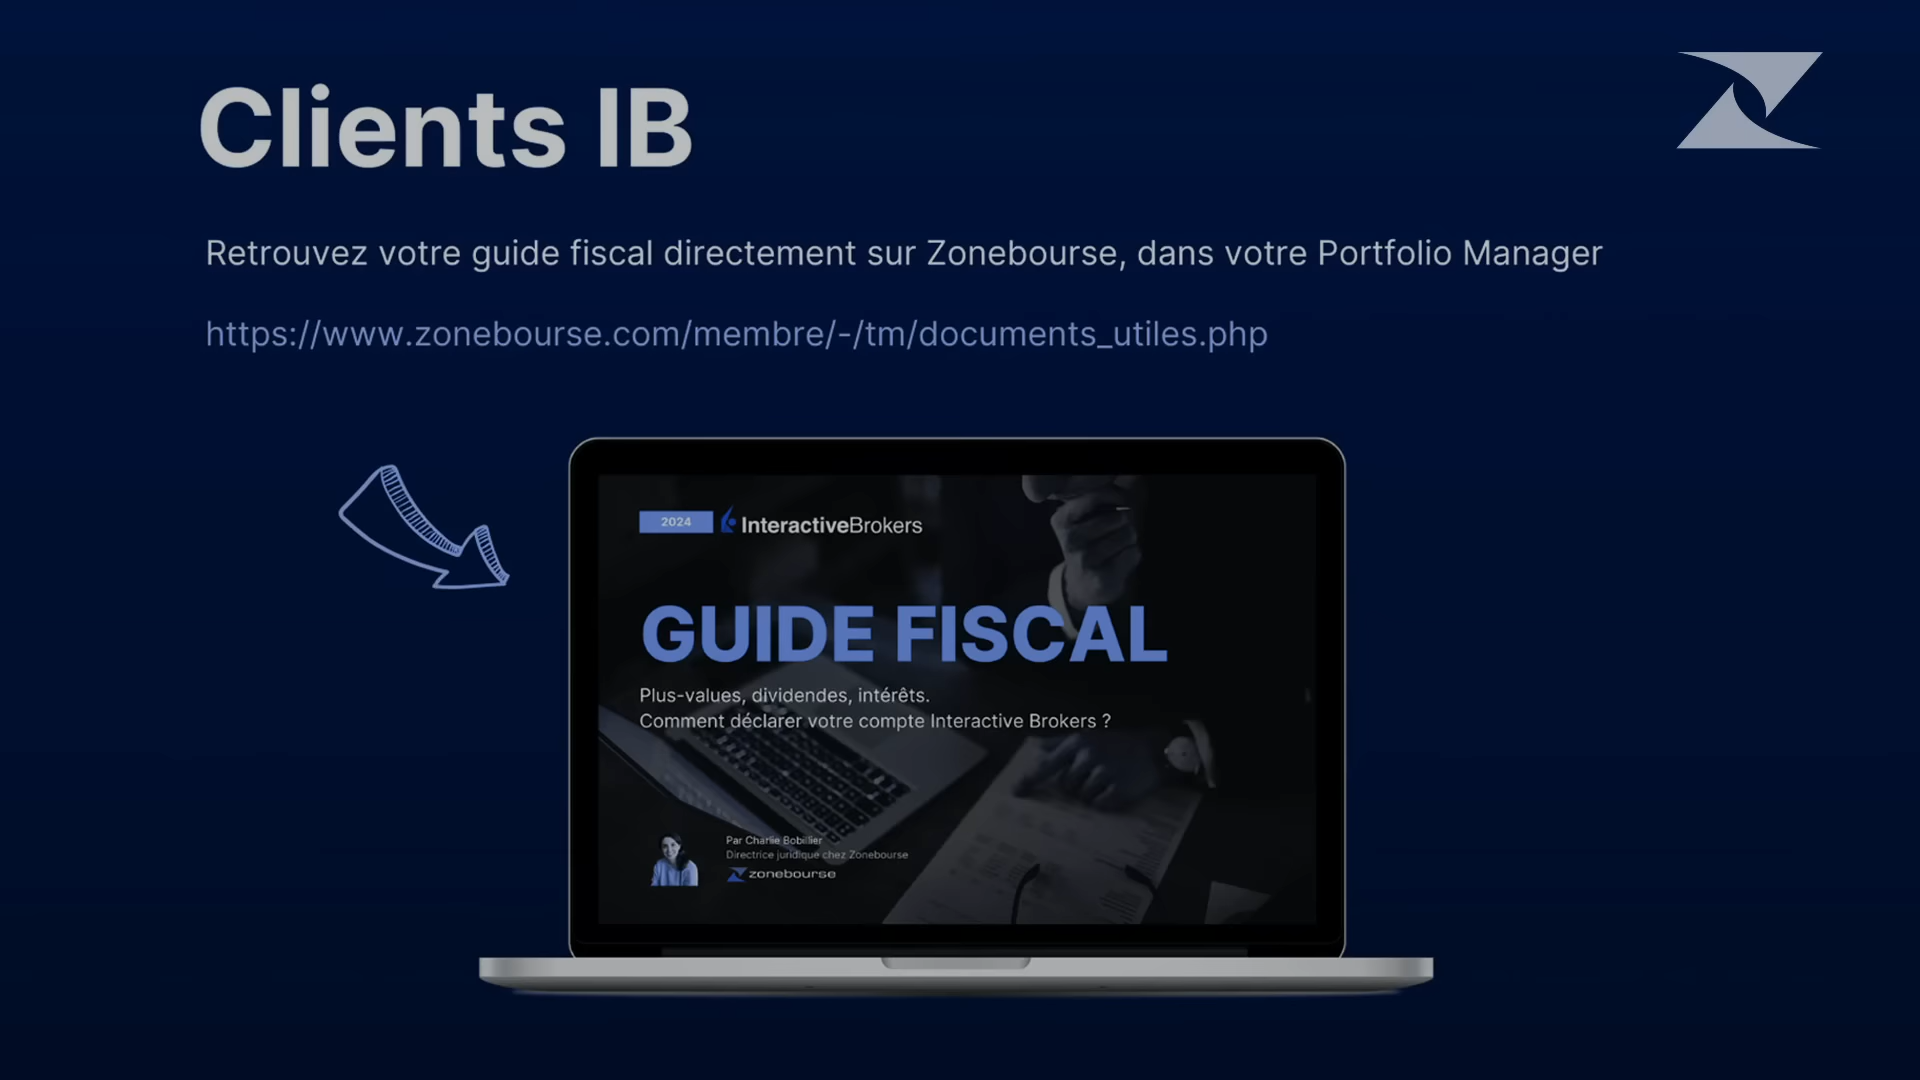 Clients IB
Retrouvez votre guide fiscal directement sur Zonebourse, dans votre Portfolio Manager
https://www.zonebourse.com/membre/-/tm/documents_utiles.php
2024 InteractiveBrokers
GUIDE FISCAL
Plus-values, dividendes, intérêts.
Comment déclarer votre compte Interactive Brokers ?
Par Charlie Bobillier
Directrice juridique chez Zonebourse
zonebourse